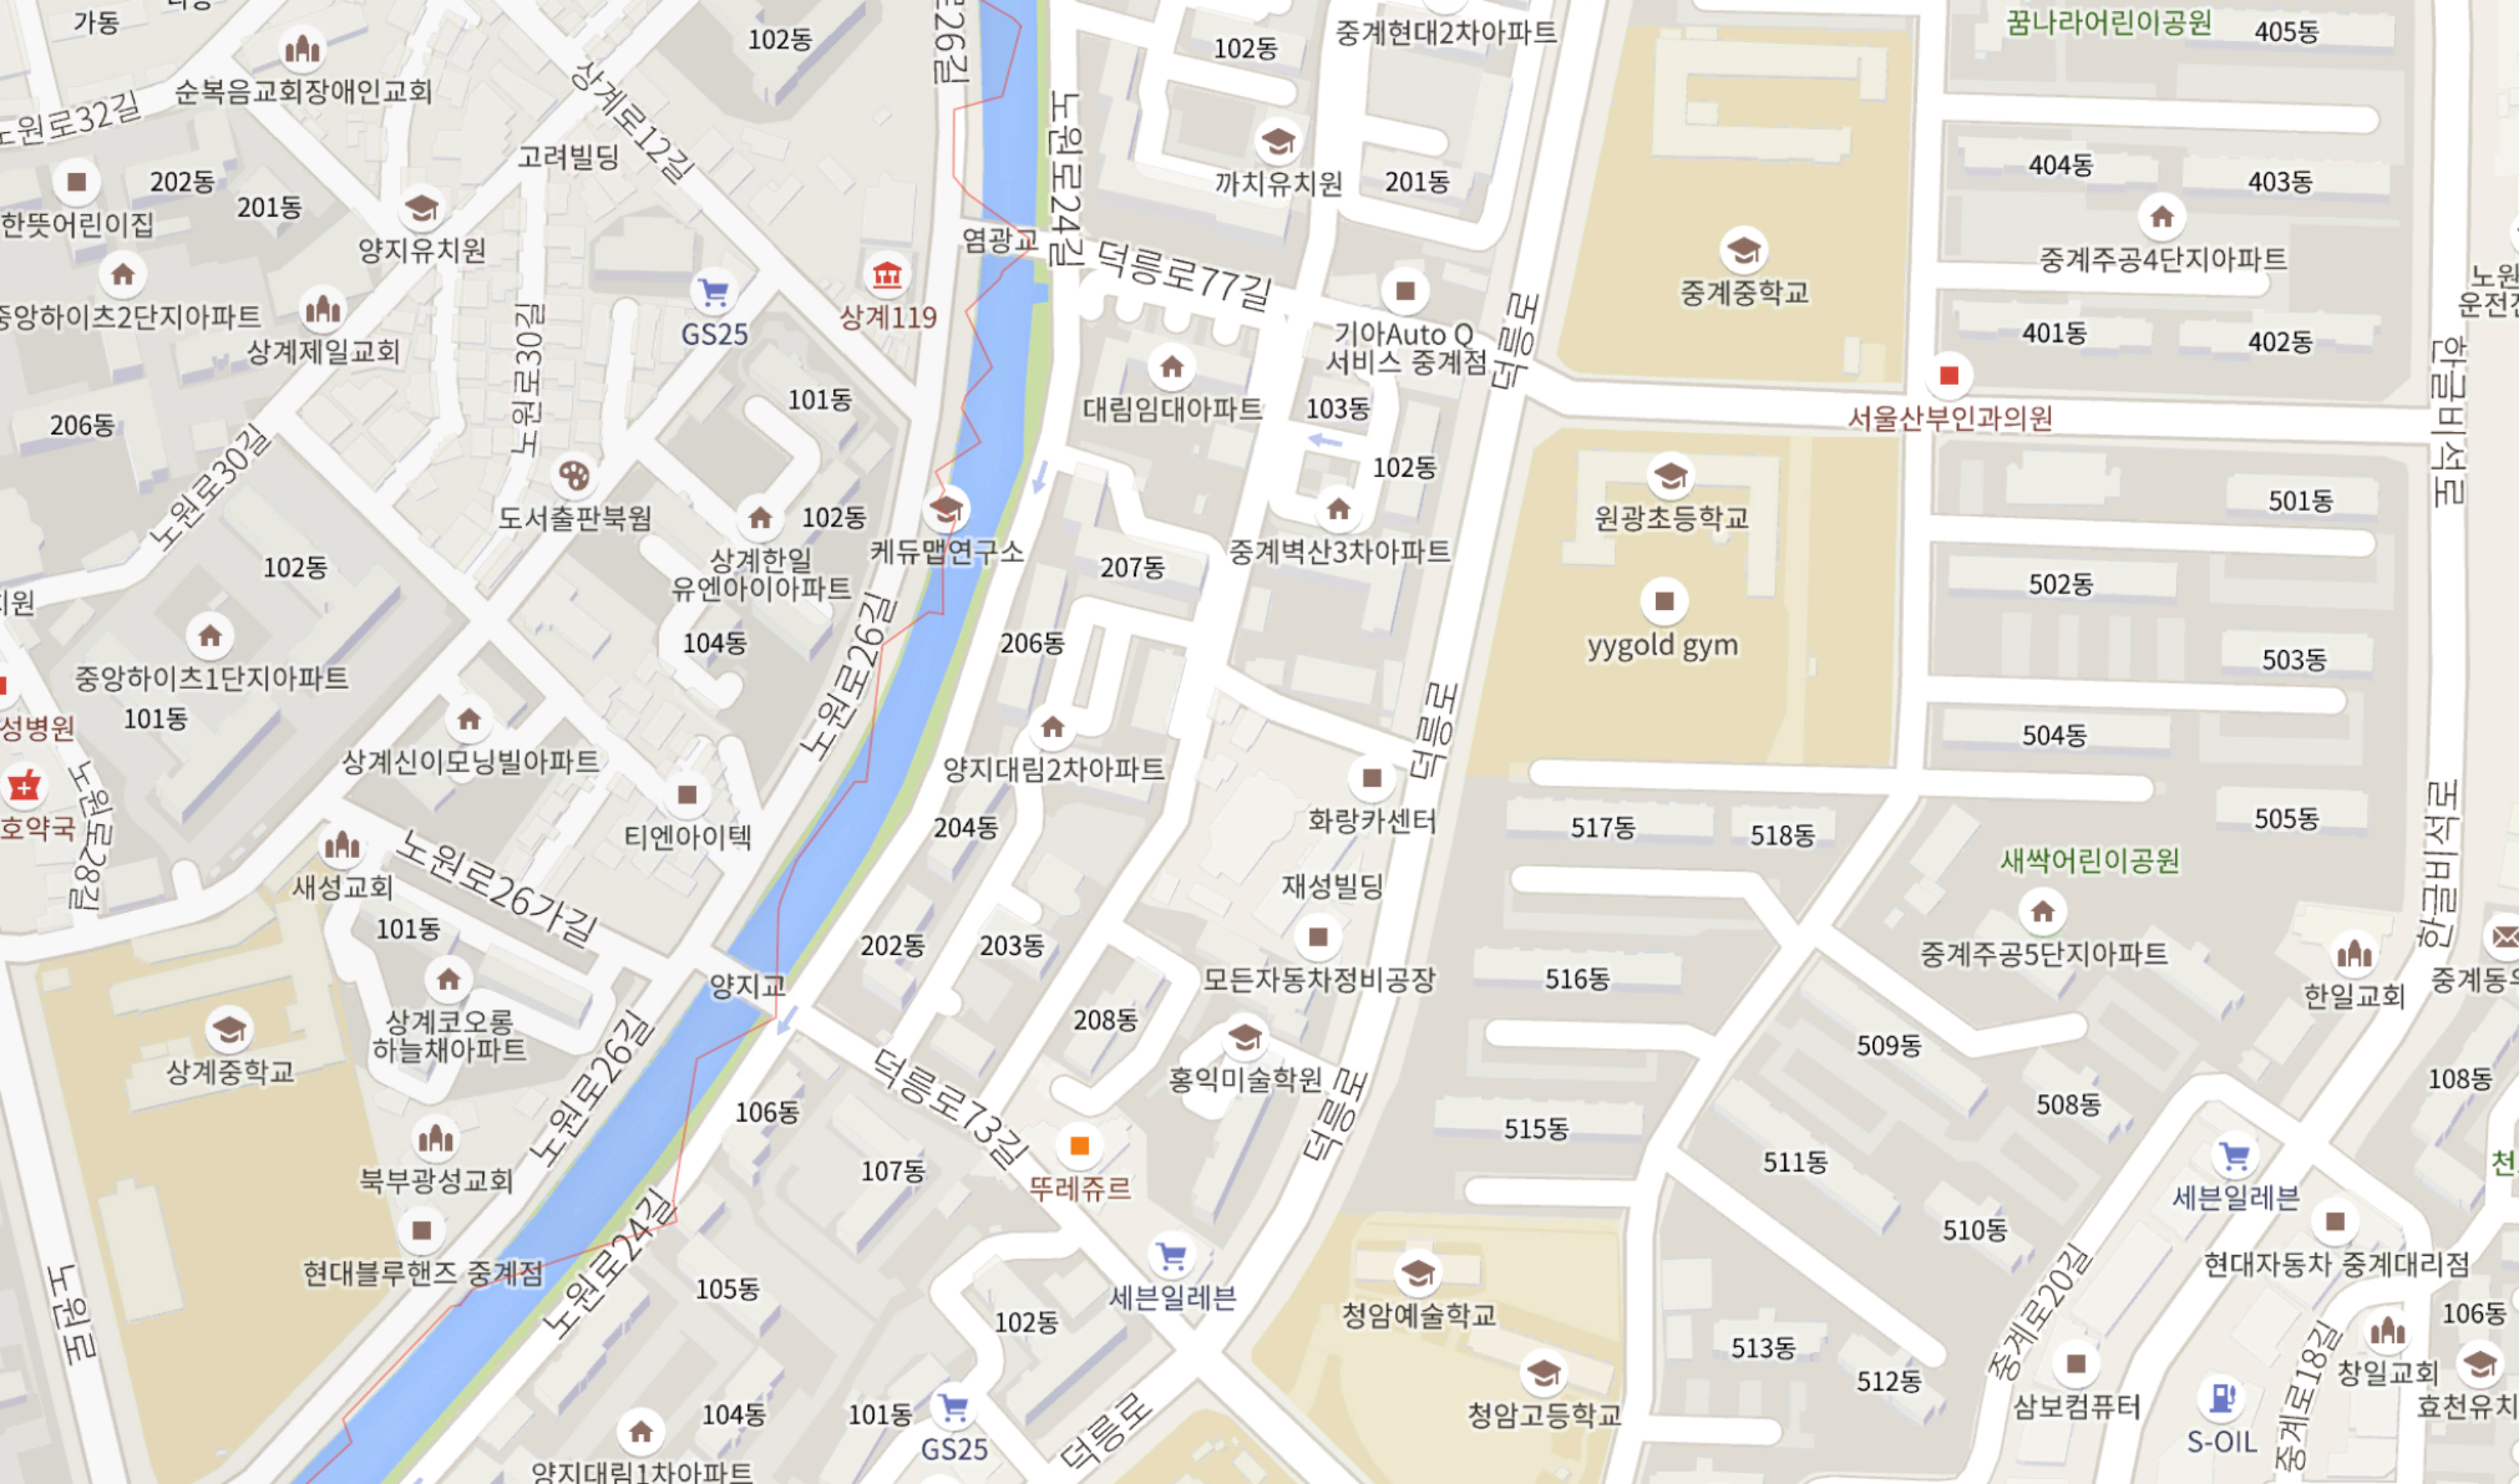 가동
순복음교회장애인교회
노원로32길
202동
201동
한뜻어린이집
양지유치원
중앙하이츠2단지아파트
상계제일교회
206동
노원로30길
상계로12길
고려빌딩
노원로30길
102동
노원로26길
GS25
상계119
염광교
노원로24길
102동
중계현대2차아파트
까치유치원
201동
덕릉로77길
기아Auto Q
서비스 중계점
대림임대아파트
103동
102동
중계벽산3차아파트
덕릉로
중계중학교
꿈나라어린이공원
405동
404동
403동
중계주공4단지아파트
401동
402동
서울산부인과의원
한글비석로
노원
운전
101동
102동
도서출판북원
상계한일
유엔아이아파트
케듀맵연구소
104동
노원로26길
102동
중앙하이츠1단지아파트
101동
성병원
호약국
노원로28길
상계신이모닝빌아파트
티엔아이텍
새성교회
노원로26가길
101동
상계코오롱
하늘채아파트
상계중학교
북부광성교회
현대블루핸즈 중계점
노원로
노원로26길
양지교
207동
206동
양지대림2차아파트
204동
202동
203동
208동
덕릉로
화랑카센터
재성빌딩
모든자동차정비공장
홍익미술학원
덕릉로
원광초등학교
yygold gym
501동
502동
503동
504동
505동
517동
518동
새싹어린이공원
중계주공5단지아파트
한글비석로
한일교회
중계동우
516동
509동
508동
515동
511동
510동
513동
512동
108동
천
세븐일레븐
현대자동차 중계대리점
106동
창일교회
효천유치
중계로20길
중계로18길
삼보컴퓨터
S-OIL
106동
107동
덕릉로73길
뚜레쥬르
노원로24길
105동
102동
세븐일레븐
104동
101동
GS25
양지대림1차아파트
덕릉로
청암예술학교
청암고등학교